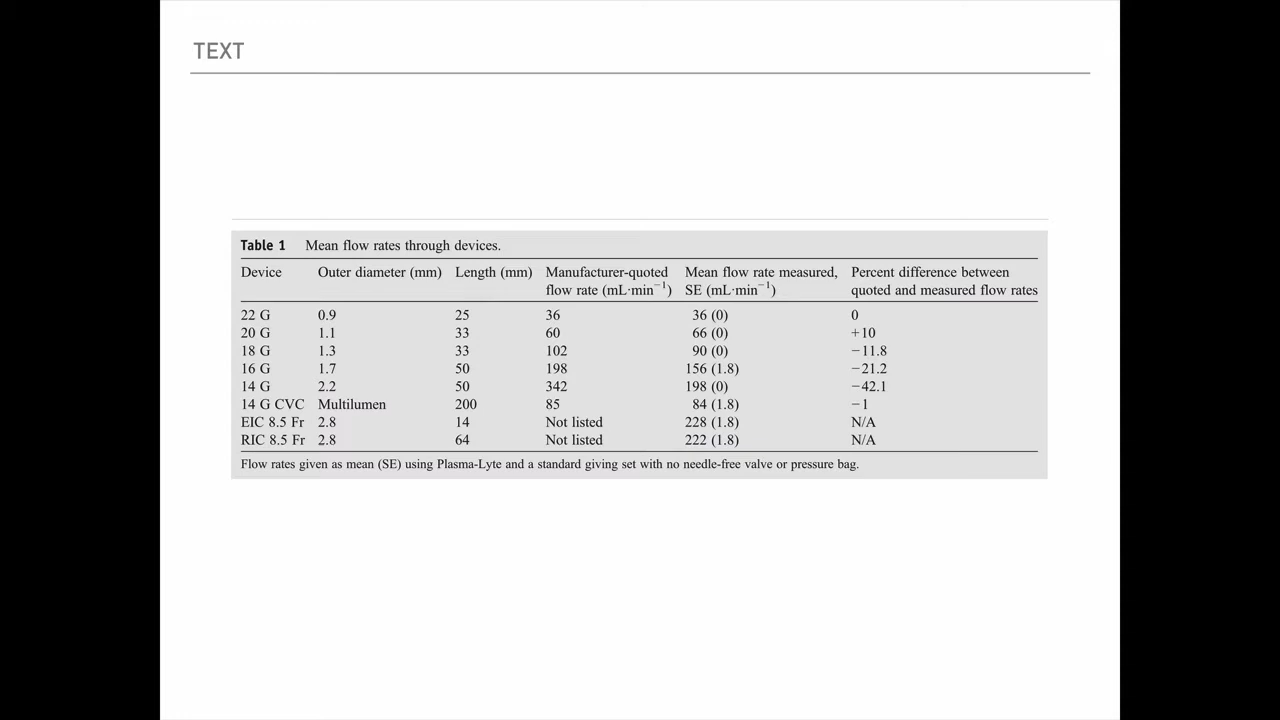 TEXT
Table 1 Mean flow rates through devices.
Device Outer diameter (mm) Length (mm) Manufacturer-quoted flow rate (mL·min⁻¹) Mean flow rate measured, SE (mL·min⁻¹) Percent difference between quoted and measured flow rates
22 G 0.9 25 36 36 (0) 0
20 G 1.1 33 60 66 (0) +10
18 G 1.3 33 102 90 (0) −11.8
16 G 1.7 50 198 156 (1.8) −21.2
14 G 2.2 50 342 198 (0) −42.1
14 G CVC Multilumen 200 85 84 (1.8) −1
EIC 8.5 Fr 2.8 14 Not listed 228 (1.8) N/A
RIC 8.5 Fr 2.8 64 Not listed 222 (1.8) N/A
Flow rates given as mean (SE) using Plasma-Lyte and a standard giving set with no needle-free valve or pressure bag.